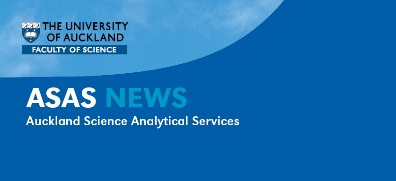 THE UNIVERSITY
OF AUCKLAND
FACULTY OF SCIENCE
ASAS NEWS
Auckland Science Analytical Services